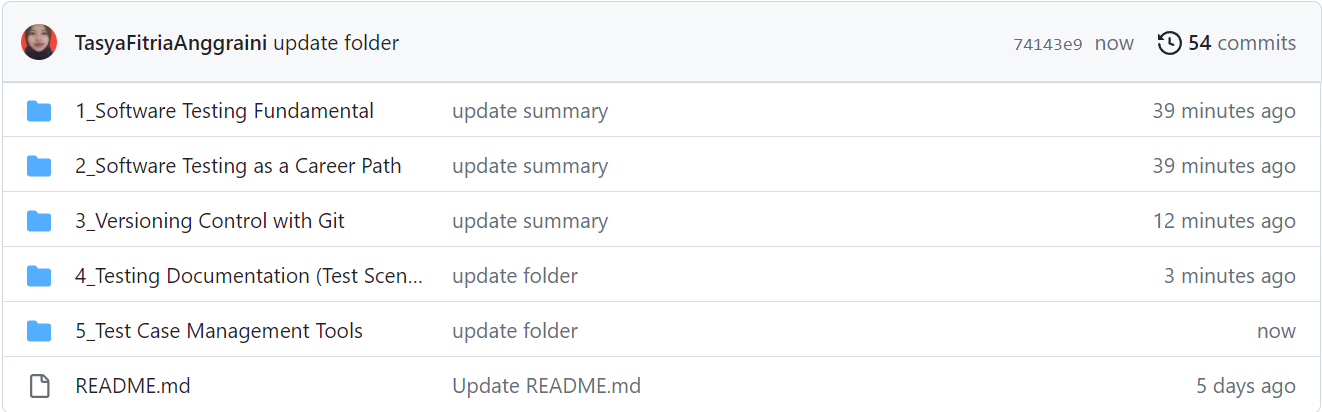 TasyaFitriaAnggraini update folder 74143e9 now 54 commits
1_Software Testing Fundamental update summary 39 minutes ago
2_Software Testing as a Career Path update summary 39 minutes ago
3_Versioning Control with Git update summary 12 minutes ago
4_Testing Documentation (Test Scen... update folder 3 minutes ago
5_Test Case Management Tools update folder now
README.md Update README.md 5 days ago